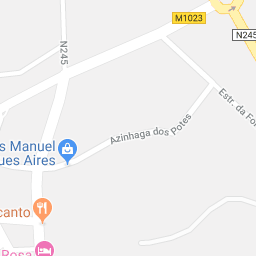 M1023
N245
N245
Estr. da Fo
Azinhaga dos Potes
s Manuel
ues Aires
canto
Rosa